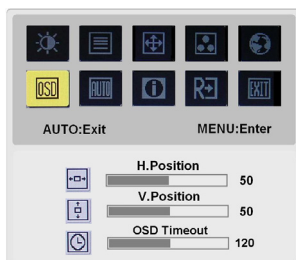 OSD AUTO i R EXIT
AUTO:Exit MENU:Enter
H.Position
50
V.Position
50
OSD Timeout
120